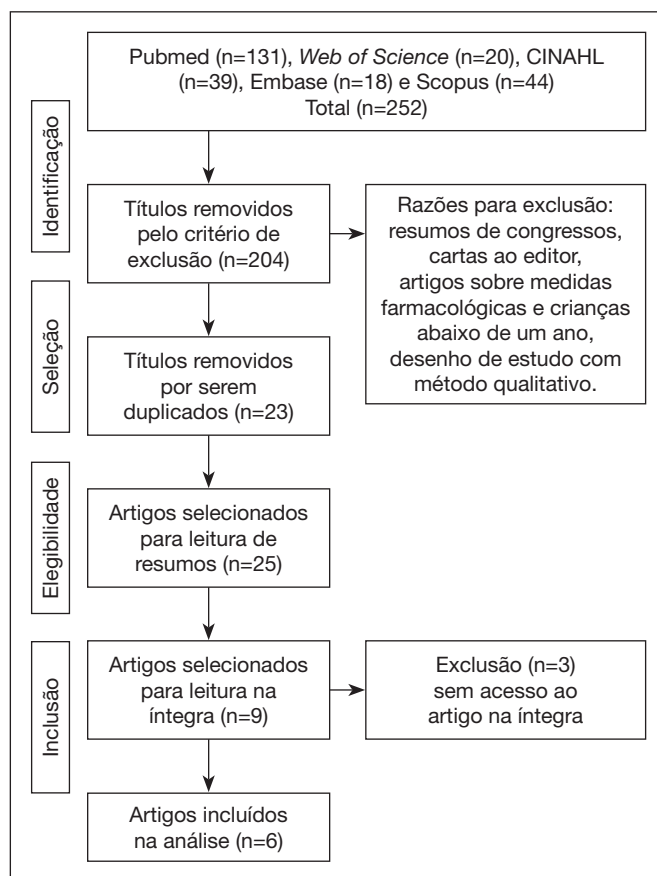 Pubmed (n=131), Web of Science (n=20), CINAHL
(n=39), Embase (n=18) e Scopus (n=44)
Total (n=252)
Identificação
Títulos removidos
pelo critério de
exclusão (n=204)
Razões para exclusão:
resumos de congressos,
cartas ao editor,
artigos sobre medidas
farmacológicas e crianças
abaixo de um ano,
desenho de estudo com
método qualitativo.
Seleção
Títulos removidos
por serem
duplicados (n=23)
Elegibilidade
Artigos selecionados
para leitura de
resumos (n=25)
Inclusão
Artigos selecionados
para leitura na
íntegra (n=9)
Exclusão (n=3)
sem acesso ao
artigo na íntegra
Artigos incluídos
na análise (n=6)